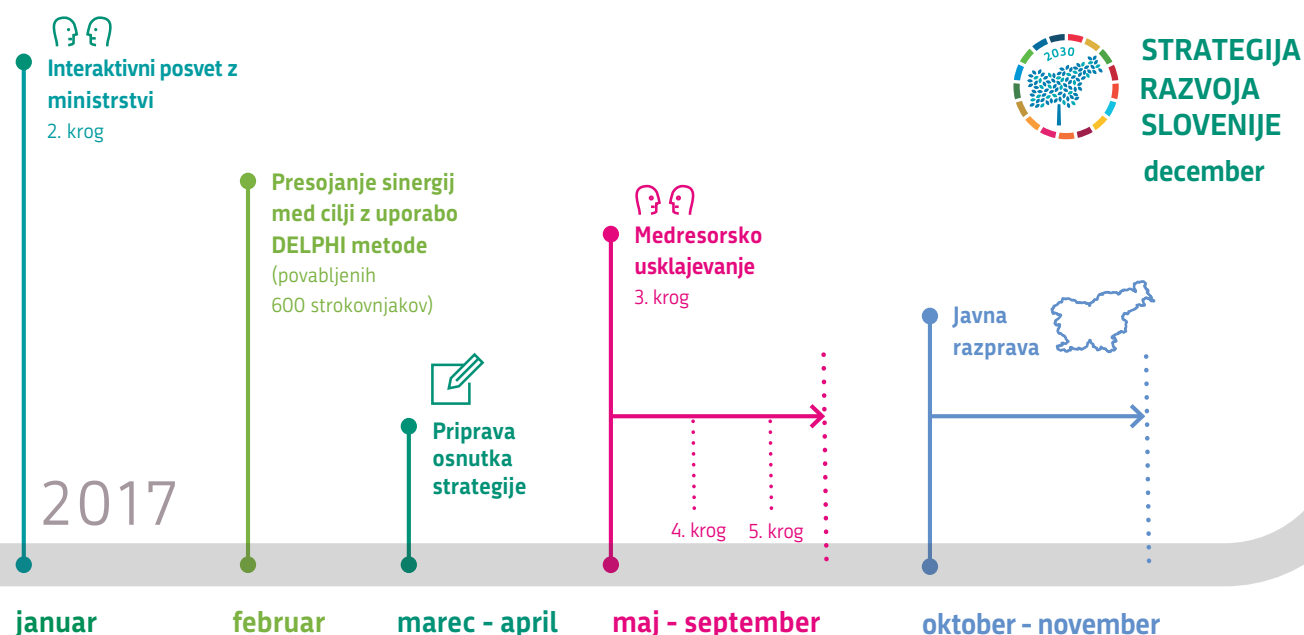 Interaktivni posvet z
ministrstvi
2. krog
Presojanje sinergij
med cilji z uporabo
DELPHI metode
(povabljenih
600 strokovnjakov)
Priprava
osnutka
strategije
Medresorsko
usklajevanje
3. krog
4. krog
5. krog
Javna
razprava
2030
STRATEGIJA
RAZVOJA
SLOVENIJE
december
2017
januar
februar
marec - april
maj - september
oktober - november